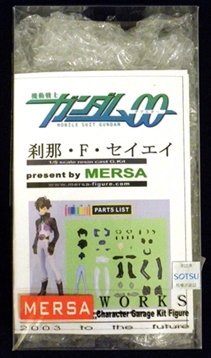 機動戦士
ガンダム00
MOBILE SUIT GUNDAM
刹那・F・セイエイ
1/8 scale resin cast G.Kit
present by MERSA
www.mersa-figure.com
PARTS LIST
SOTSU
MERSA WORKS
Character Garage Kit Figure
2003 to the future